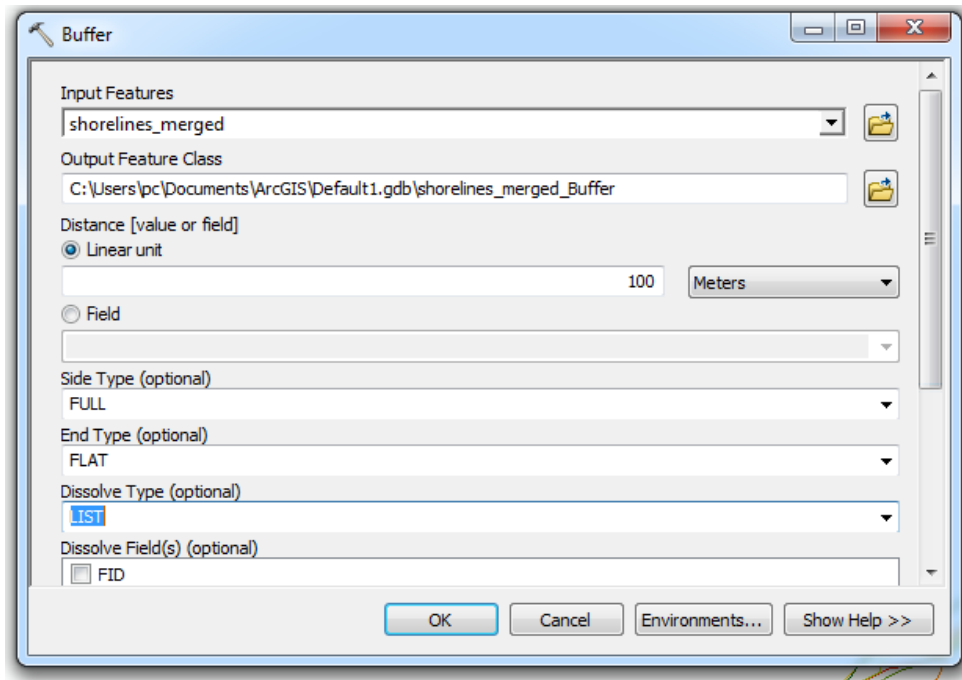 Buffer
Input Features
shorelines_merged
Output Feature Class
C:\Users\pc\Documents\ArcGIS\Default1.gdb\shorelines_merged_Buffer
Distance [value or field]
Linear unit
100 Meters
Field
Side Type (optional)
FULL
End Type (optional)
FLAT
Dissolve Type (optional)
LIST
Dissolve Field(s) (optional)
FID
OK Cancel Environments... Show Help >>